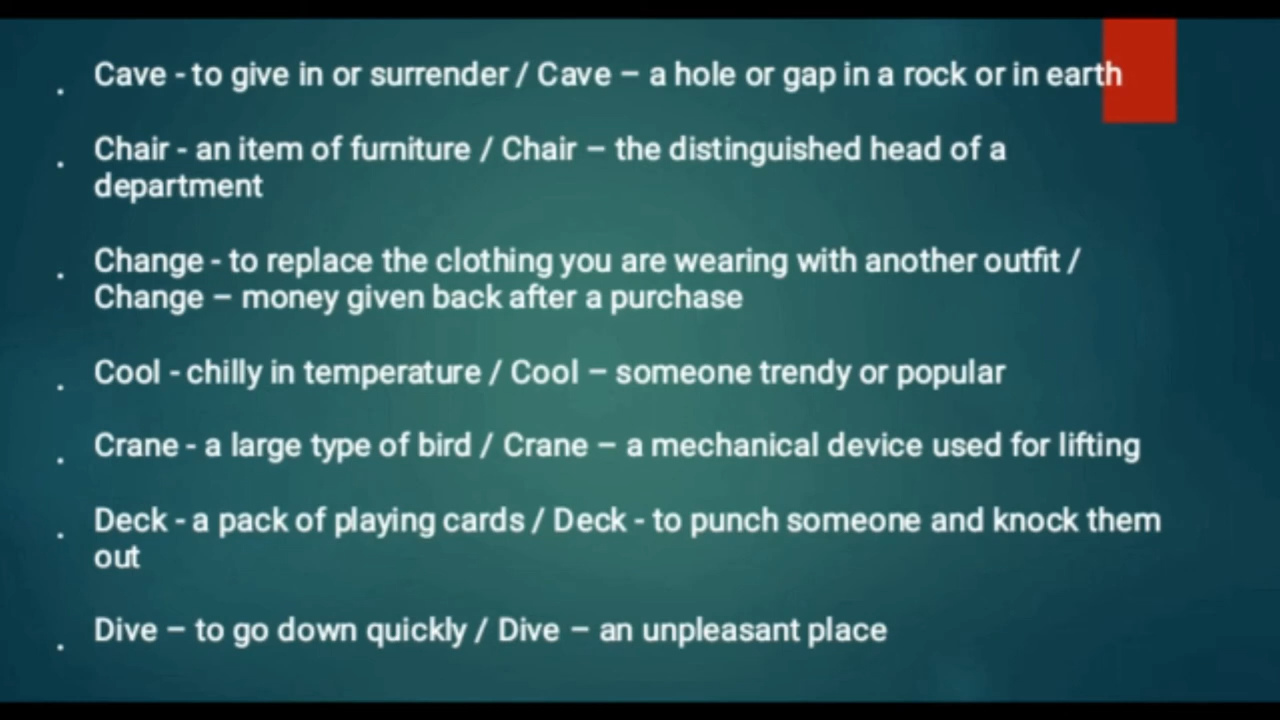 . Cave - to give in or surrender / Cave – a hole or gap in a rock or in earth
. Chair - an item of furniture / Chair – the distinguished head of a
department
. Change - to replace the clothing you are wearing with another outfit /
Change – money given back after a purchase
. Cool - chilly in temperature / Cool – someone trendy or popular
. Crane - a large type of bird / Crane – a mechanical device used for lifting
. Deck - a pack of playing cards / Deck - to punch someone and knock them
out
. Dive – to go down quickly / Dive – an unpleasant place